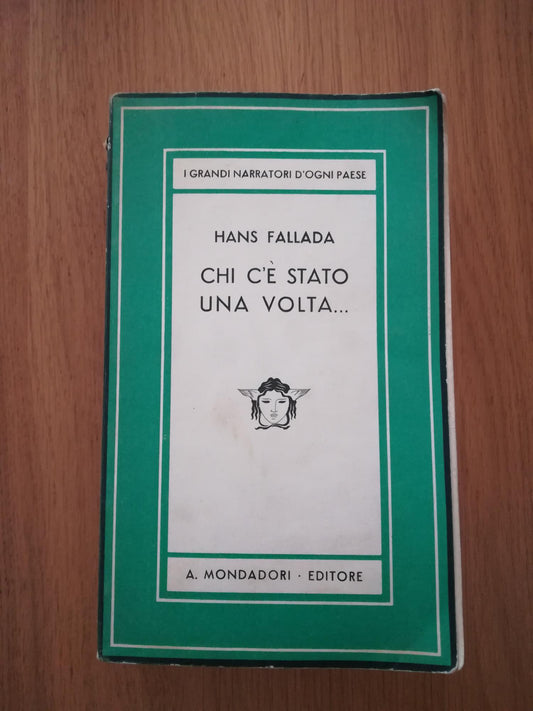 I GRANDI NARRATORI D'OGNI PAESE
HANS FALLADA
CHI C'È STATO
UNA VOLTA...
A. MONDADORI · EDITORE